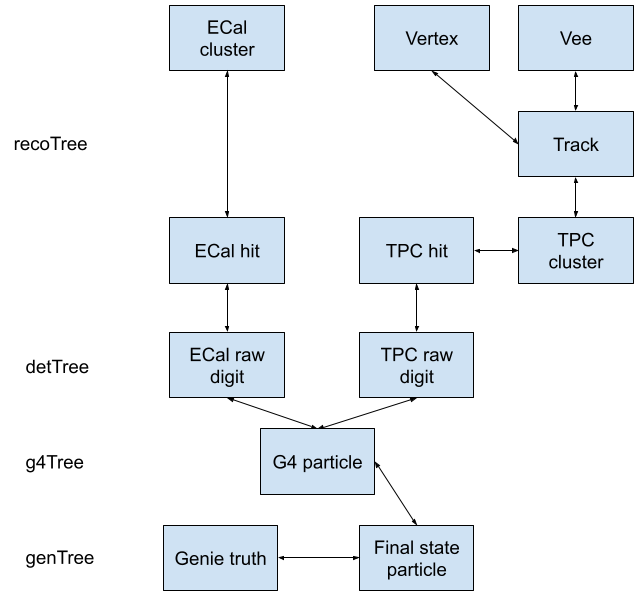 ECal
cluster
Vertex
Vee
recoTree
Track
ECal hit
TPC hit
TPC
cluster
detTree
ECal raw
digit
TPC raw
digit
g4Tree
G4 particle
genTree
Genie truth
Final state
particle